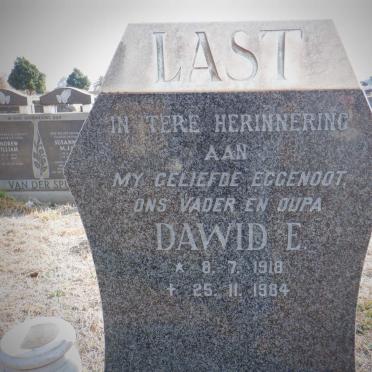 LAST
IN TERE HERINNERING
AAN
MY GELIEFDE EGGENOOT
ONS VADER EN OUPA
DAWID E.
* 8. 7. 1918
+ 25. 11. 1984
VAN DER